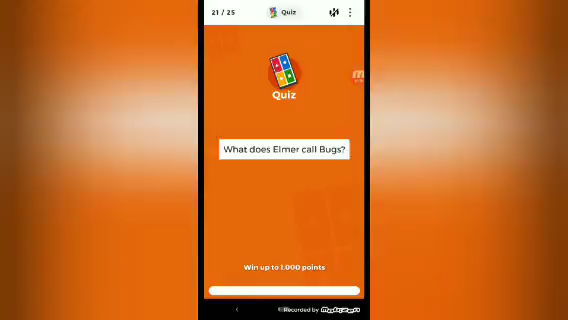 21 / 25
Quiz
Quiz
What does Elmer call Bugs?
Win up to 1.000 points
Recorded by